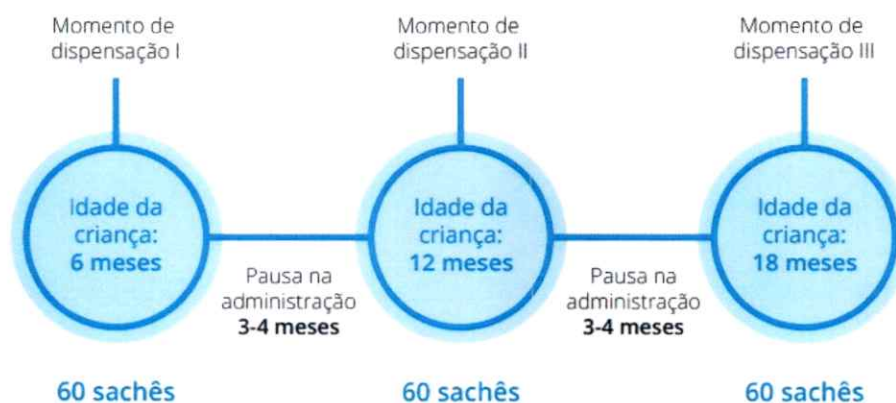 Momento de
dispensação I
Momento de
dispensação II
Momento de
dispensação III
Idade da
criança:
6 meses
Idade da
criança:
12 meses
Idade da
criança:
18 meses
Pausa na
administração
3-4 meses
Pausa na
administração
3-4 meses
60 sachês
60 sachês
60 sachês